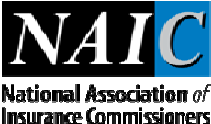 NAIC
National Association of
Insurance Commissioners